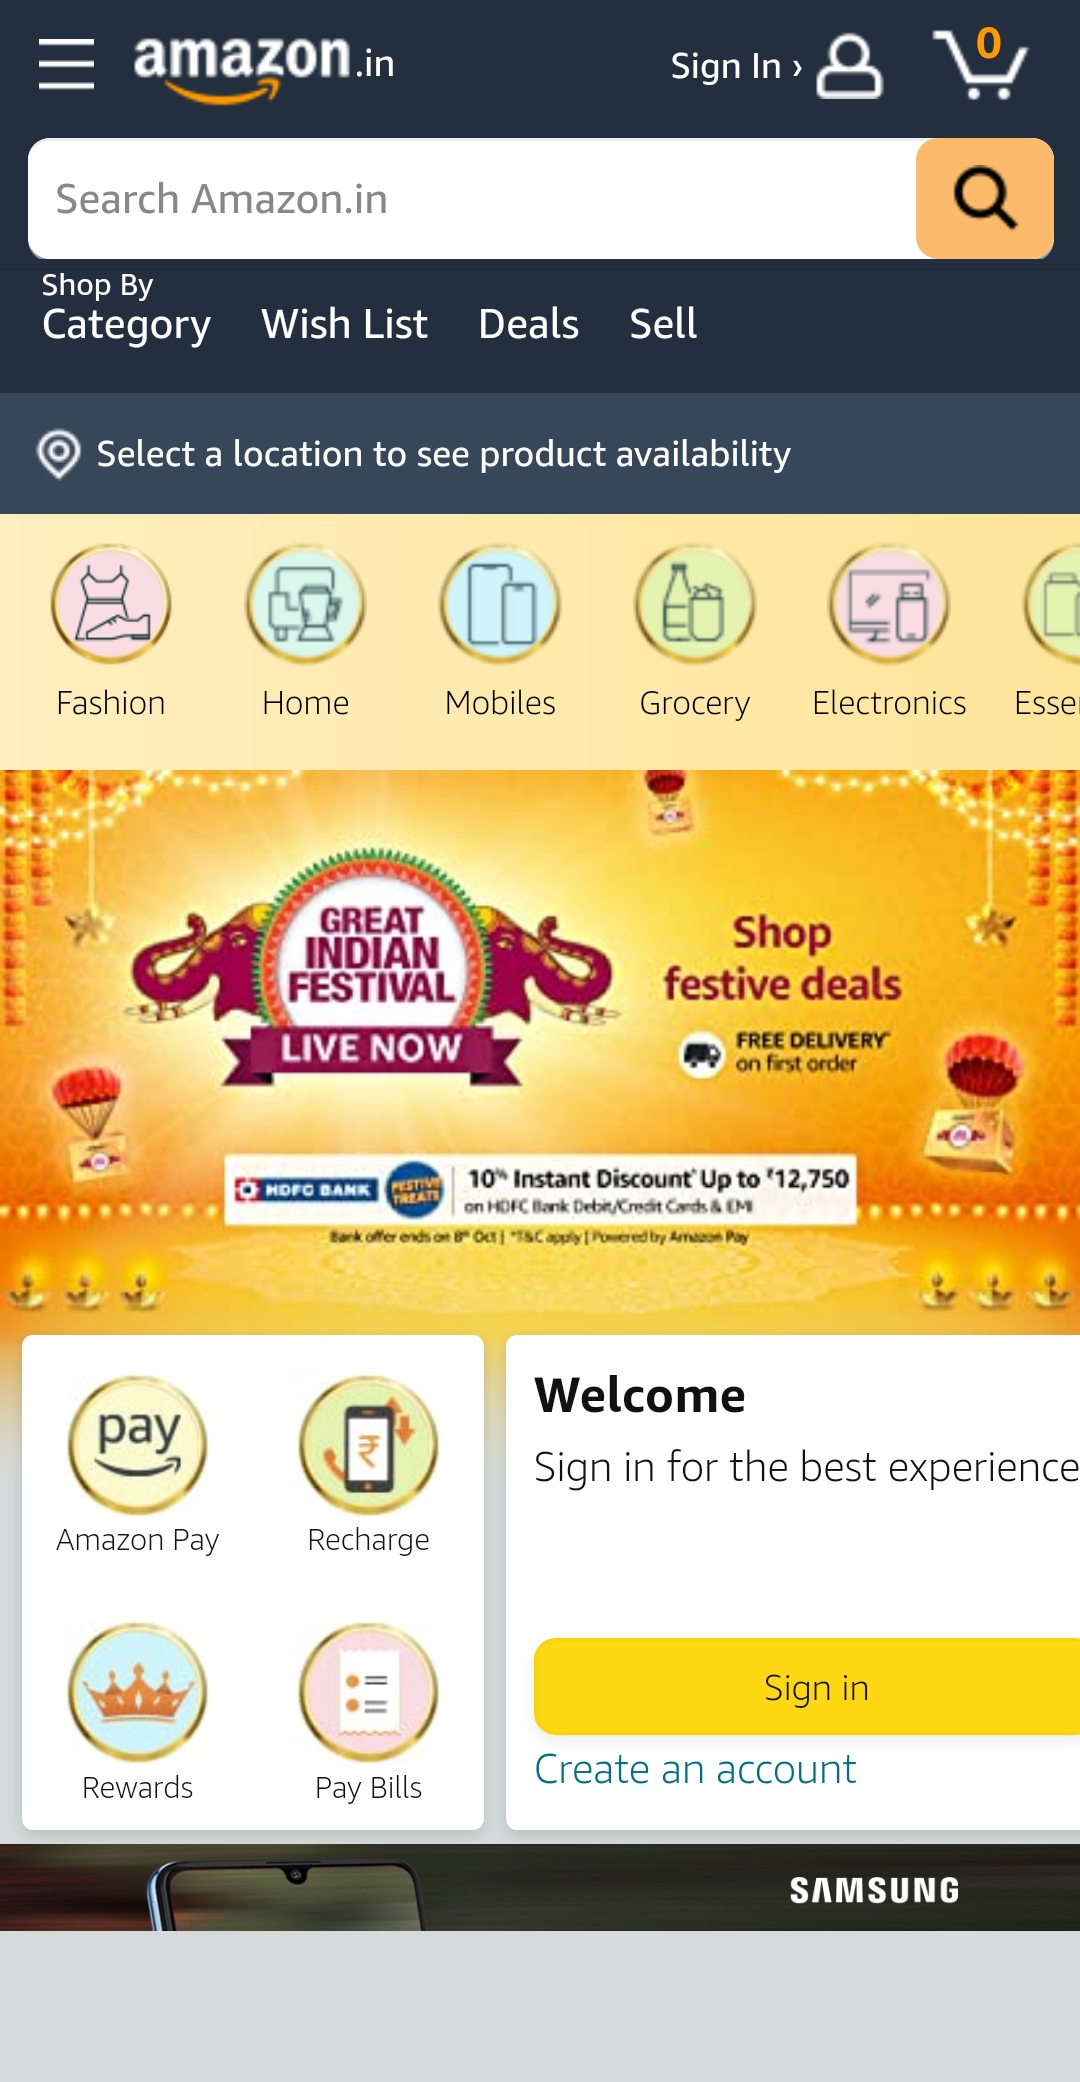 amazon.in
Sign In ›
0
Search Amazon.in
Shop By
Category Wish List Deals Sell
Select a location to see product availability
Fashion Home Mobiles Grocery Electronics Esse
GREAT
INDIAN
FESTIVAL
LIVE NOW
Shop
festive deals
FREE DELIVERY*
on first order
HDFC BANK
FESTIVE
TREATS
10% Instant Discount* Up to ₹12,750
on HDFC Bank Debit/Credit Cards & EMI
Bank offer ends on 8th Oct | *T&C apply | Powered by Amazon Pay
pay
Amazon Pay
₹
Recharge
Rewards
Pay Bills
Welcome
Sign in for the best experience
Sign in
Create an account
SAMSUNG